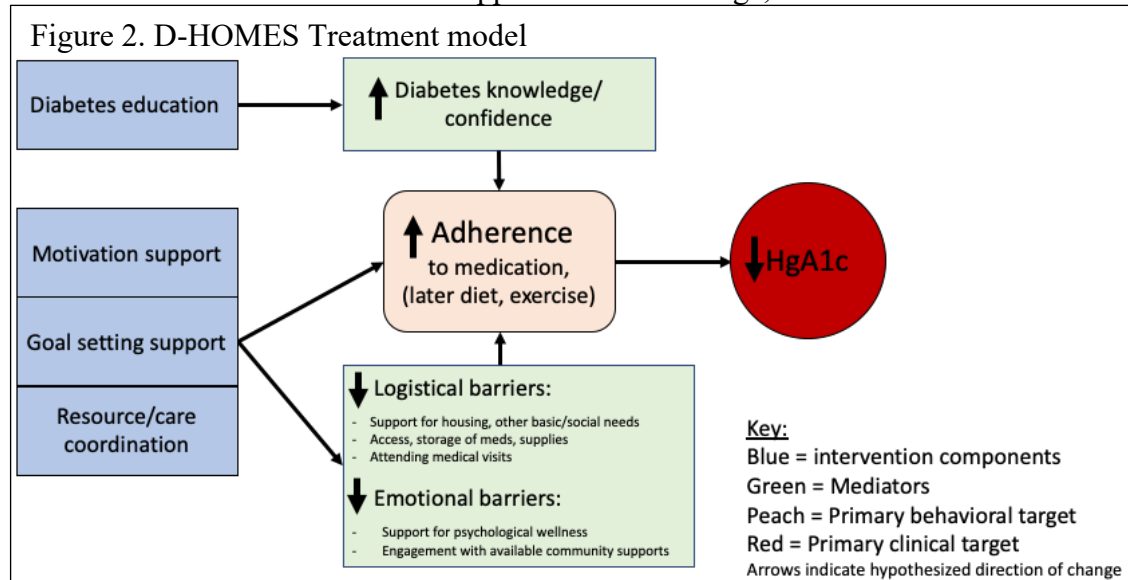 Figure 2. D-HOMES Treatment model
Diabetes education
Diabetes knowledge/
confidence
Motivation support
Goal setting support
Resource/care
coordination
Adherence
to medication,
(later diet, exercise)
HgA1c
Logistical barriers:
- Support for housing, other basic/social needs
- Access, storage of meds, supplies
- Attending medical visits
Emotional barriers:
- Support for psychological wellness
- Engagement with available community supports
Key:
Blue = intervention components
Green = Mediators
Peach = Primary behavioral target
Red = Primary clinical target
Arrows indicate hypothesized direction of change